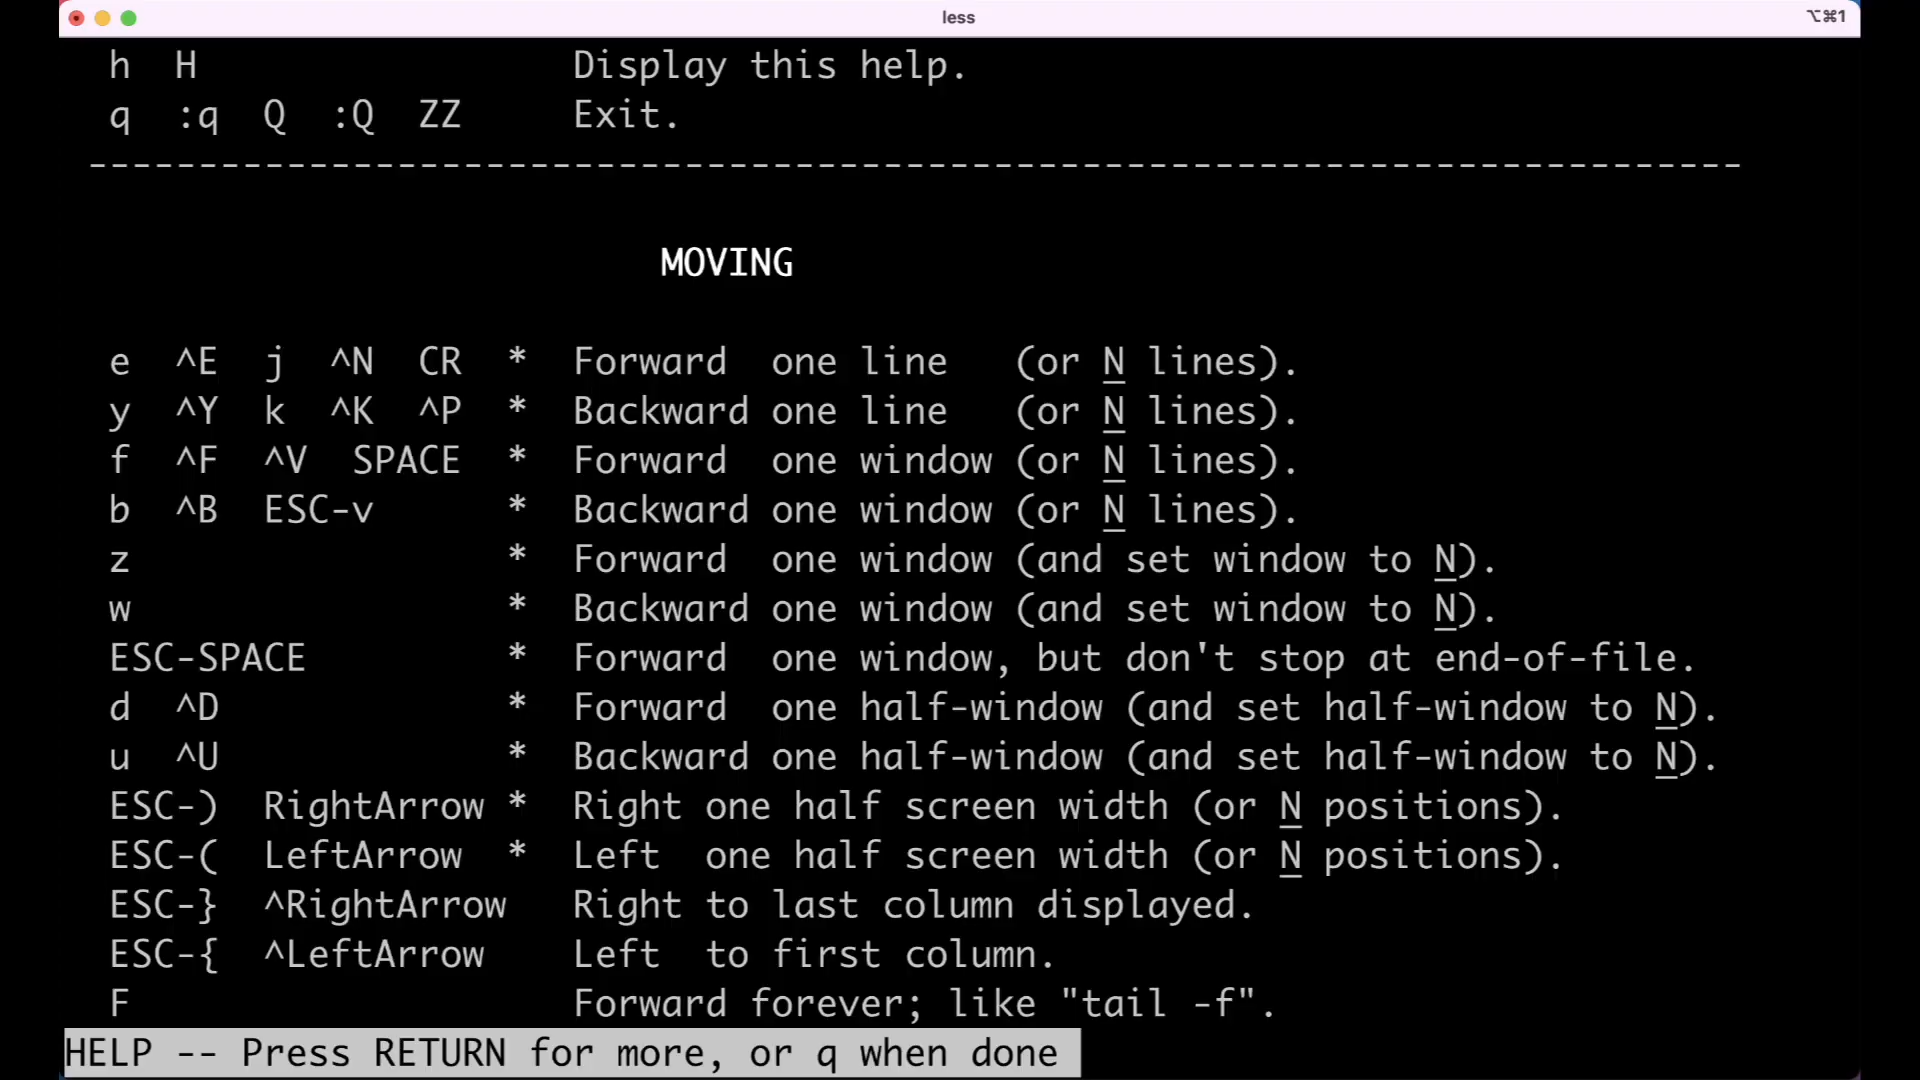 less
⌥⌘1
h  H                 Display this help.
q  :q  Q  :Q  ZZ     Exit.
---------------------------------------------------------------------------
MOVING
e  ^E  j  ^N  CR  *  Forward  one line   (or N lines).
y  ^Y  k  ^K  ^P  *  Backward one line   (or N lines).
f  ^F  ^V  SPACE  *  Forward  one window (or N lines).
b  ^B  ESC-v      *  Backward one window (or N lines).
z                 *  Forward  one window (and set window to N).
w                 *  Backward one window (and set window to N).
ESC-SPACE         *  Forward  one window, but don't stop at end-of-file.
d  ^D             *  Forward  one half-window (and set half-window to N).
u  ^U             *  Backward one half-window (and set half-window to N).
ESC-)  RightArrow *  Right one half screen width (or N positions).
ESC-(  LeftArrow  *  Left  one half screen width (or N positions).
ESC-}  ^RightArrow   Right to last column displayed.
ESC-{  ^LeftArrow    Left  to first column.
F                    Forward forever; like "tail -f".
HELP -- Press RETURN for more, or q when done